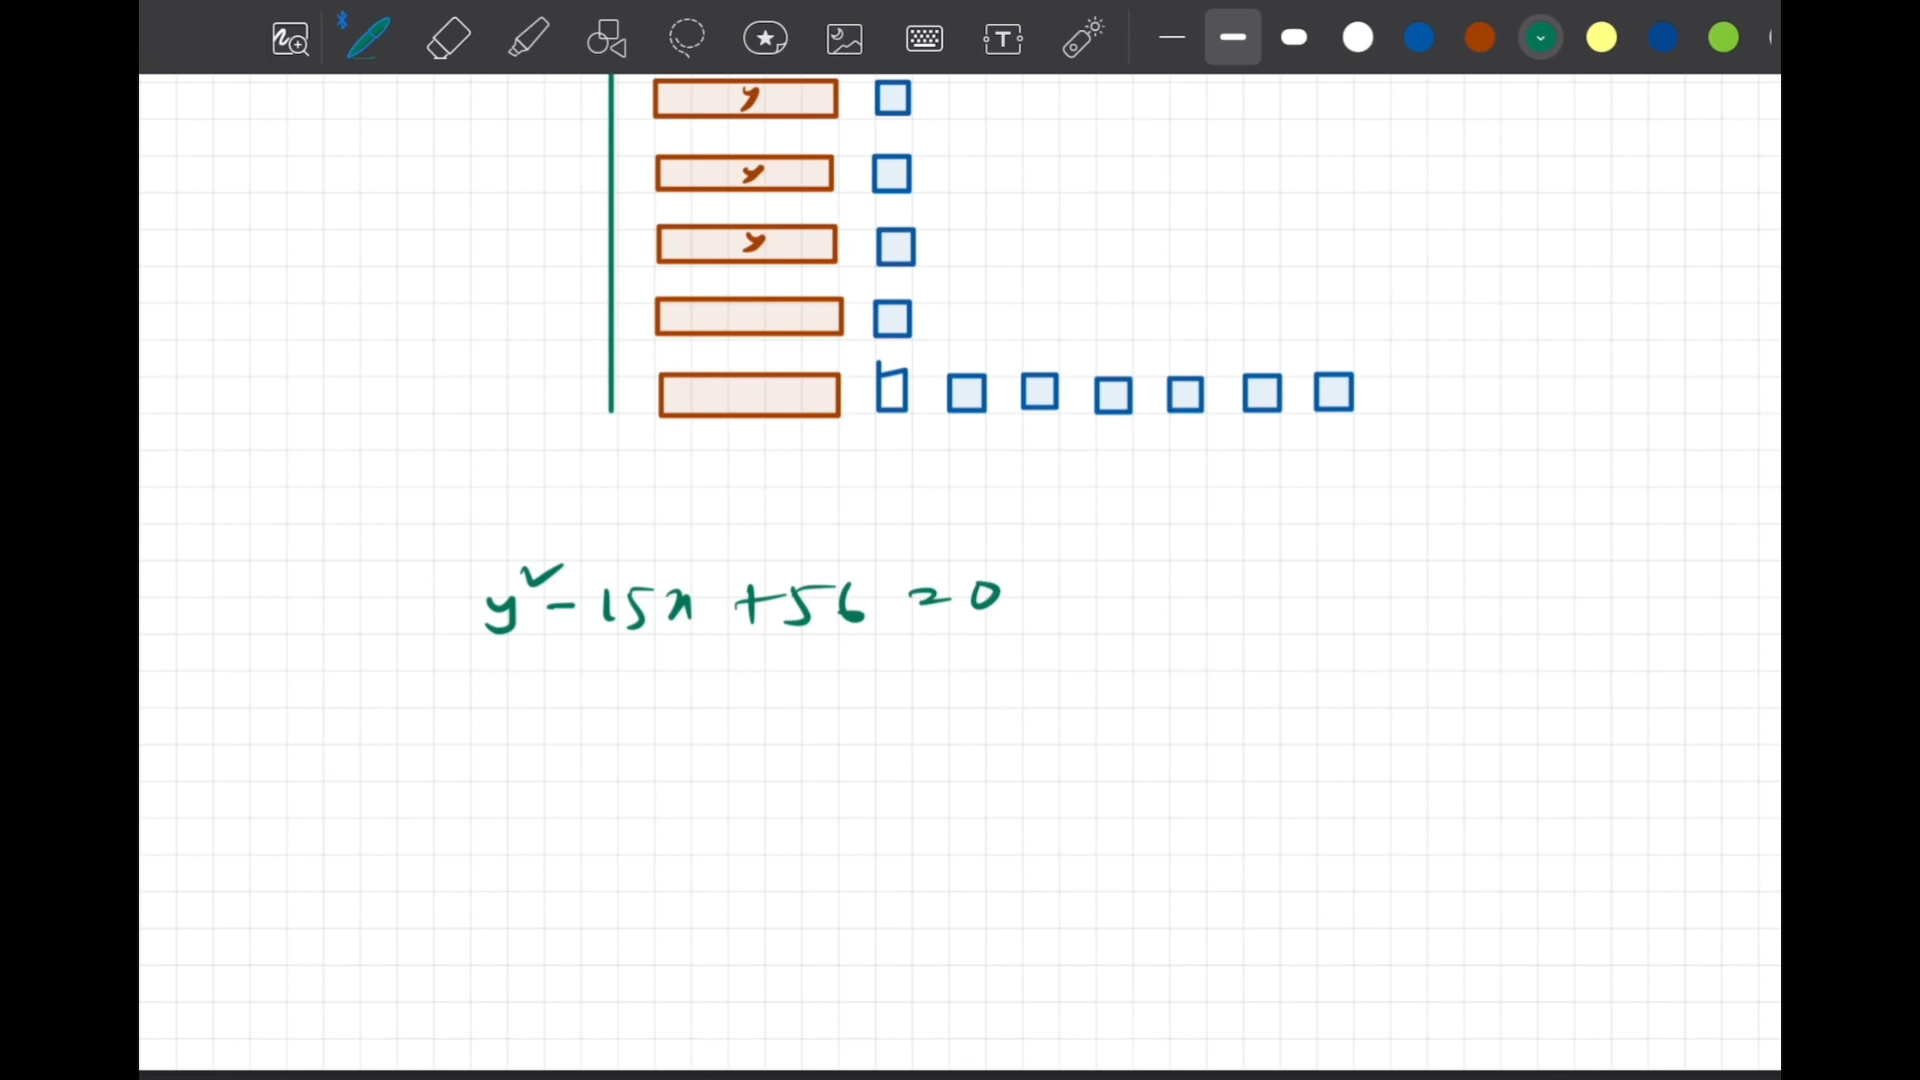 y
y
y
y² - 15x + 56 = 0